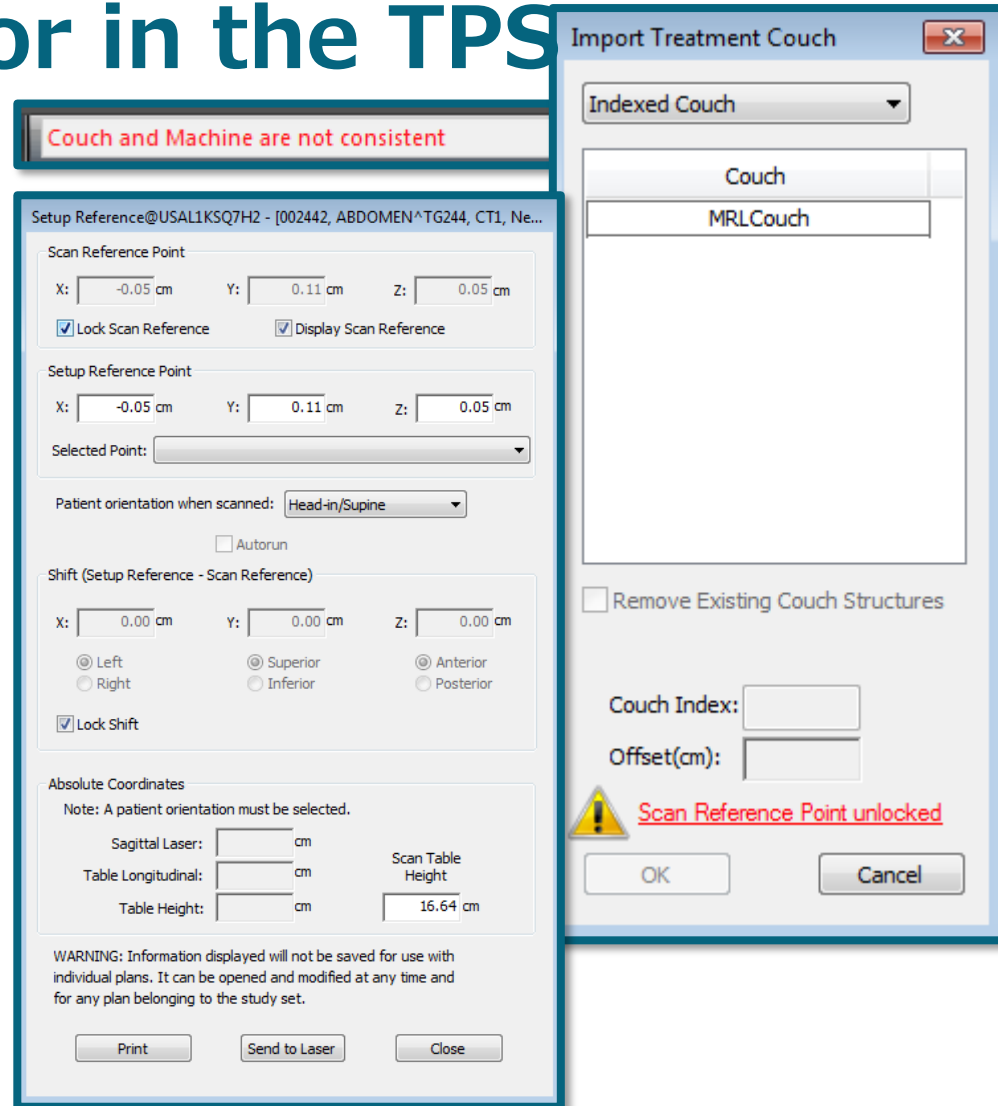 or in the TPS
Couch and Machine are not consistent
Setup Reference@USAL1KSQ7H2 - [002442, ABDOMEN^TG244, CT1, Ne...
Scan Reference Point
X: -0.05 cm Y: 0.11 cm Z: 0.05 cm
Lock Scan Reference Display Scan Reference
Setup Reference Point
X: -0.05 cm Y: 0.11 cm Z: 0.05 cm
Selected Point:
Patient orientation when scanned: Head-in/Supine
Autorun
Shift (Setup Reference - Scan Reference)
X: 0.00 cm Y: 0.00 cm Z: 0.00 cm
Left Superior Anterior
Right Inferior Posterior
Lock Shift
Absolute Coordinates
Note: A patient orientation must be selected.
Sagittal Laser: cm
Table Longitudinal: cm
Table Height: cm
Scan Table
Height
16.64 cm
WARNING: Information displayed will not be saved for use with
individual plans. It can be opened and modified at any time and
for any plan belonging to the study set.
Print Send to Laser Close
Import Treatment Couch
Indexed Couch
Couch
MRLCouch
Remove Existing Couch Structures
Couch Index:
Offset(cm):
Scan Reference Point unlocked
OK Cancel